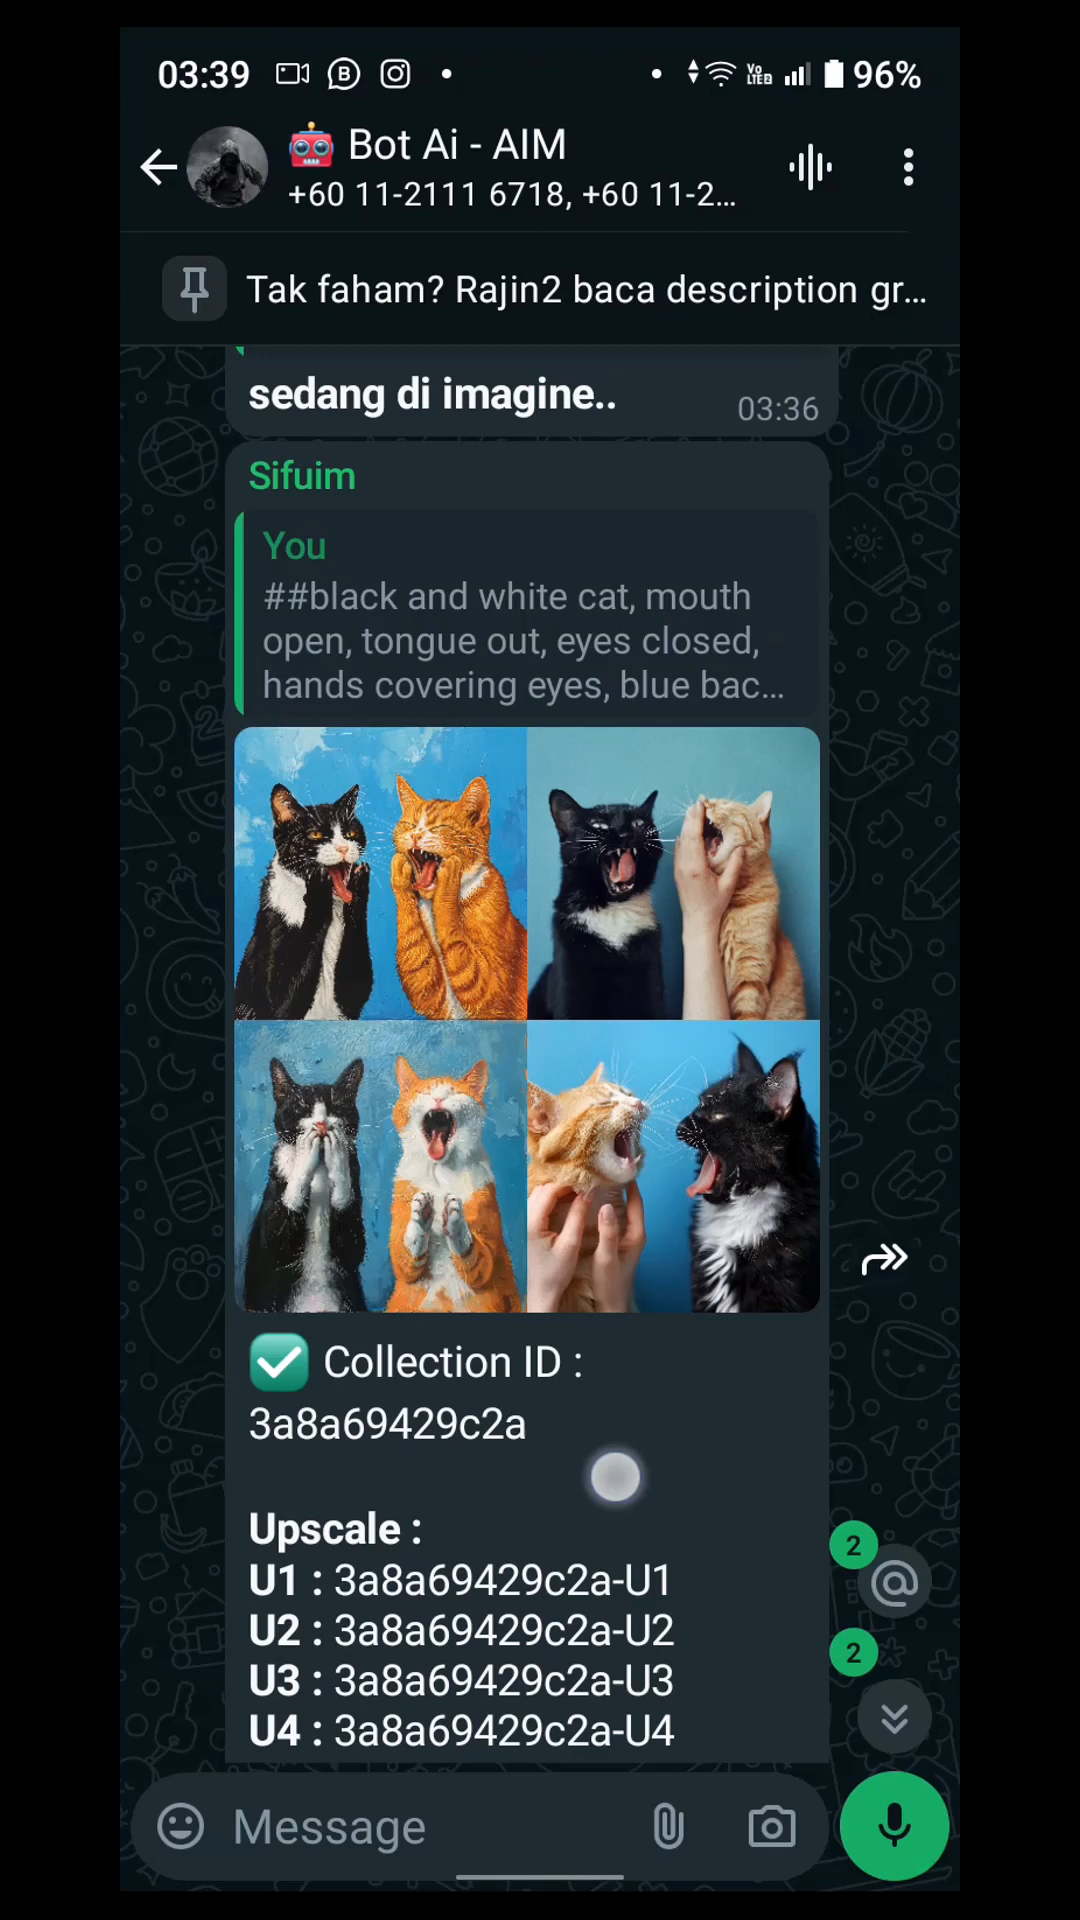 03:39
Vo LTE2
96%
🤖 Bot Ai - AIM
+60 11-2111 6718, +60 11-2...
Tak faham? Rajin2 baca description gr...
sedang di imagine..
03:36
Sifuim
You
##black and white cat, mouth
open, tongue out, eyes closed,
hands covering eyes, blue bac...
✅ Collection ID :
3a8a69429c2a
Upscale :
U1 : 3a8a69429c2a-U1
U2 : 3a8a69429c2a-U2
U3 : 3a8a69429c2a-U3
U4 : 3a8a69429c2a-U4
2
@
2
Message